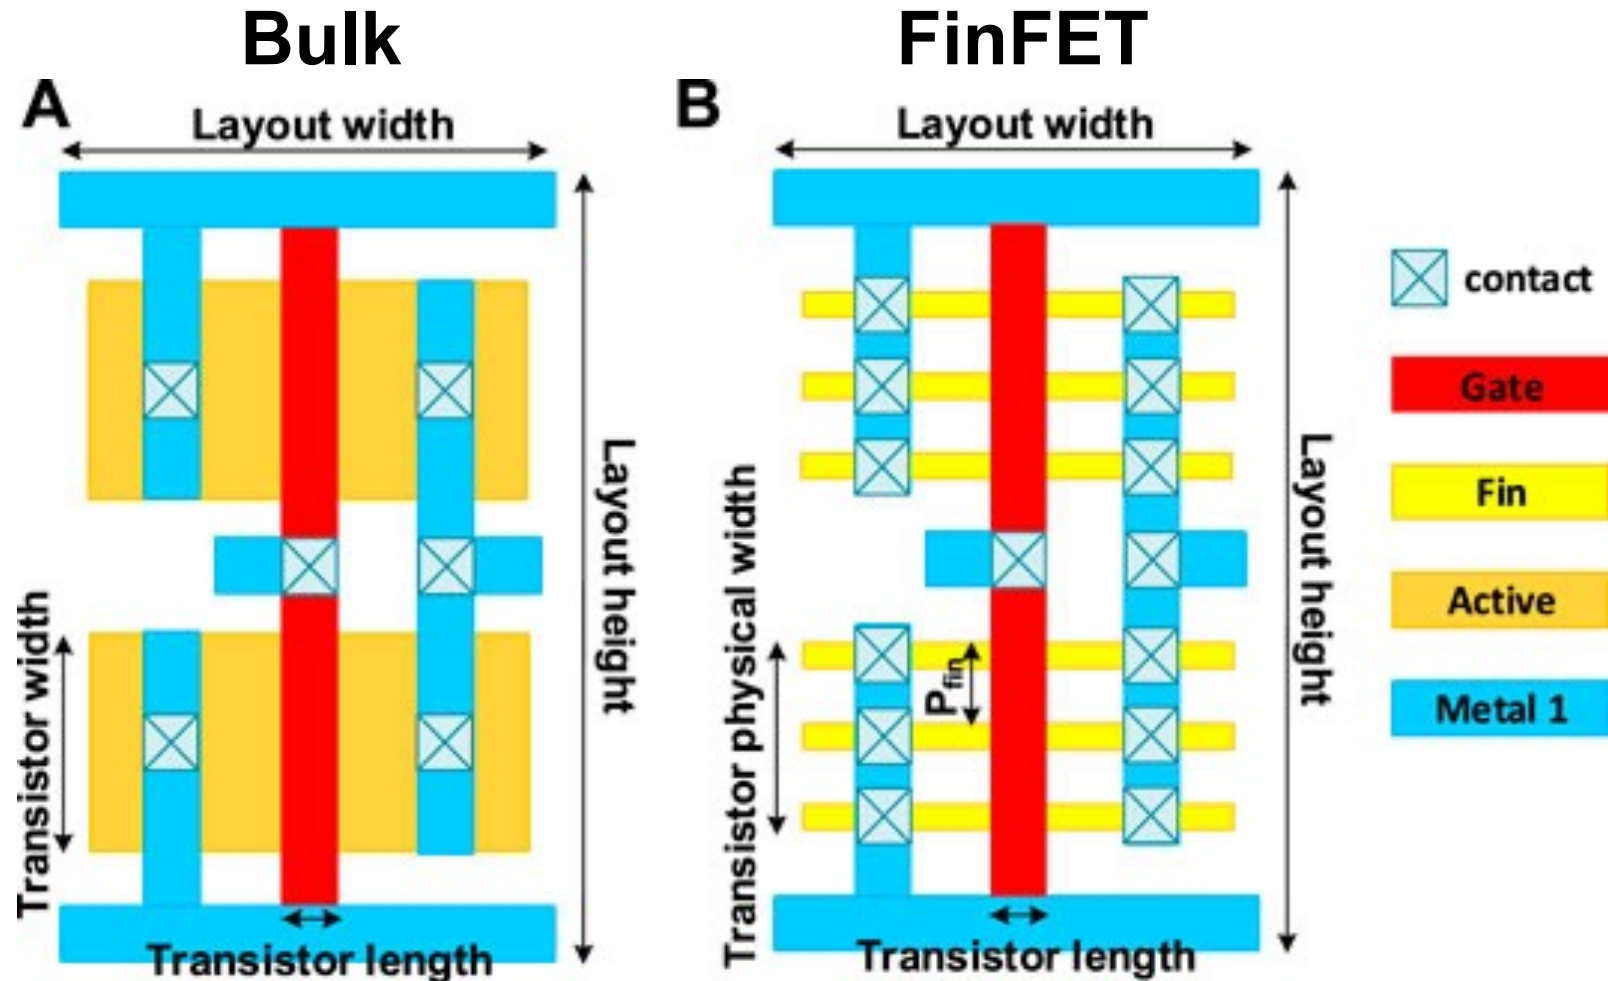 Bulk
FinFET
A
Layout width
B
Layout width
contact
Gate
Fin
Active
Metal 1
Layout height
Transistor width
Transistor length
Layout height
Transistor physical width
Pfin
Transistor length